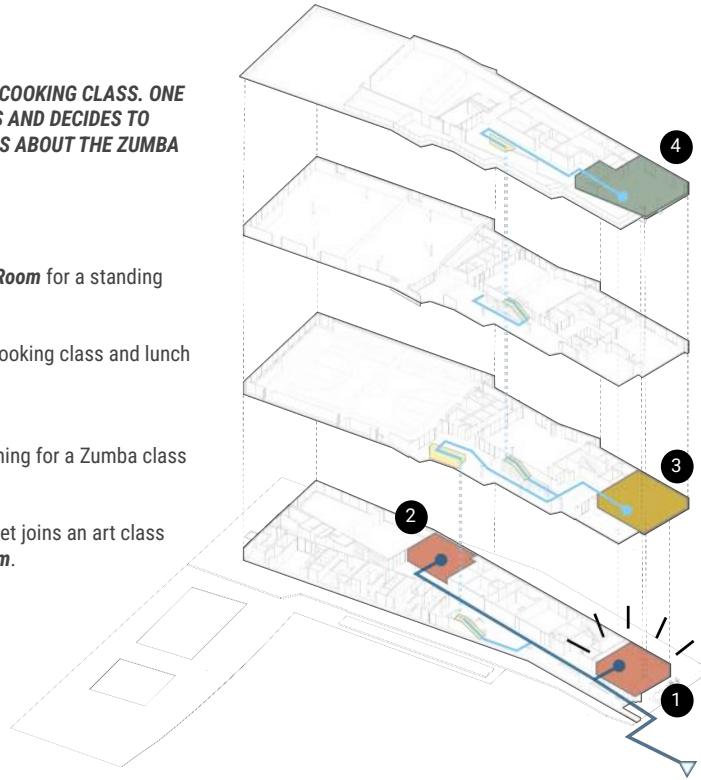 COOKING CLASS. ONE
S AND DECIDES TO
S ABOUT THE ZUMBA
Room for a standing
ooking class and lunch
ning for a Zumba class
et joins an art class
m.
4
3
2
1